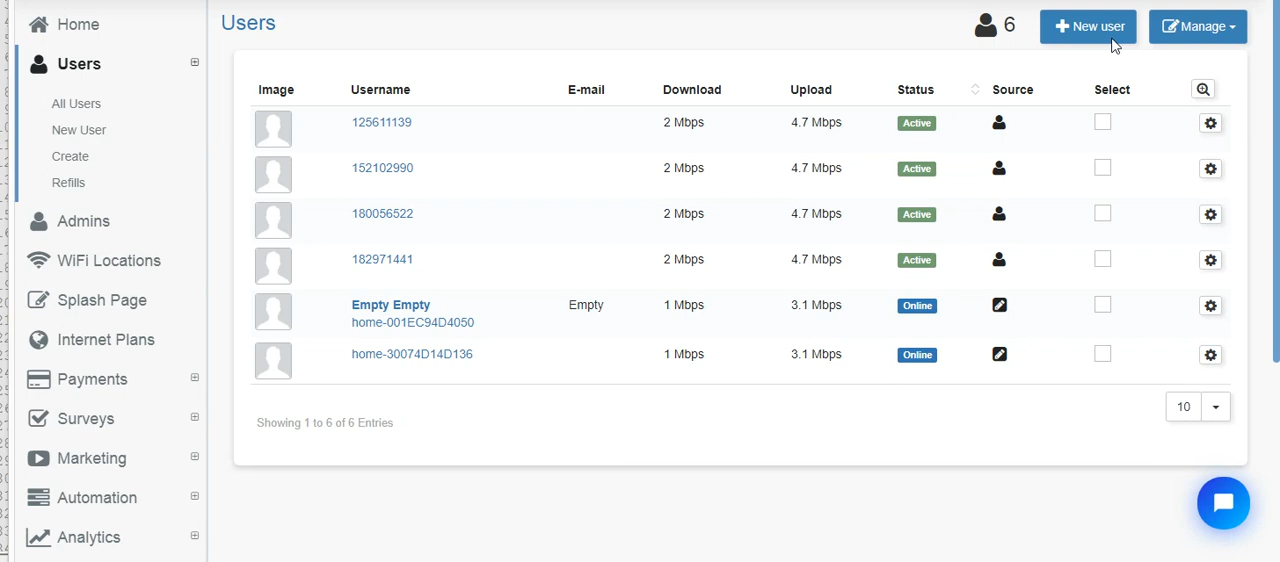 Home
Users
All Users
New User
Create
Refills
Admins
WiFi Locations
Splash Page
Internet Plans
Payments
Surveys
Marketing
Automation
Analytics
Users
6
New user
Manage
Image Username E-mail Download Upload Status Source Select
125611139 2 Mbps 4.7 Mbps Active
152102990 2 Mbps 4.7 Mbps Active
180056522 2 Mbps 4.7 Mbps Active
182971441 2 Mbps 4.7 Mbps Active
Empty Empty Empty 1 Mbps 3.1 Mbps Online
home-001EC94D4050
home-30074D14D136 1 Mbps 3.1 Mbps Online
10
Showing 1 to 6 of 6 Entries